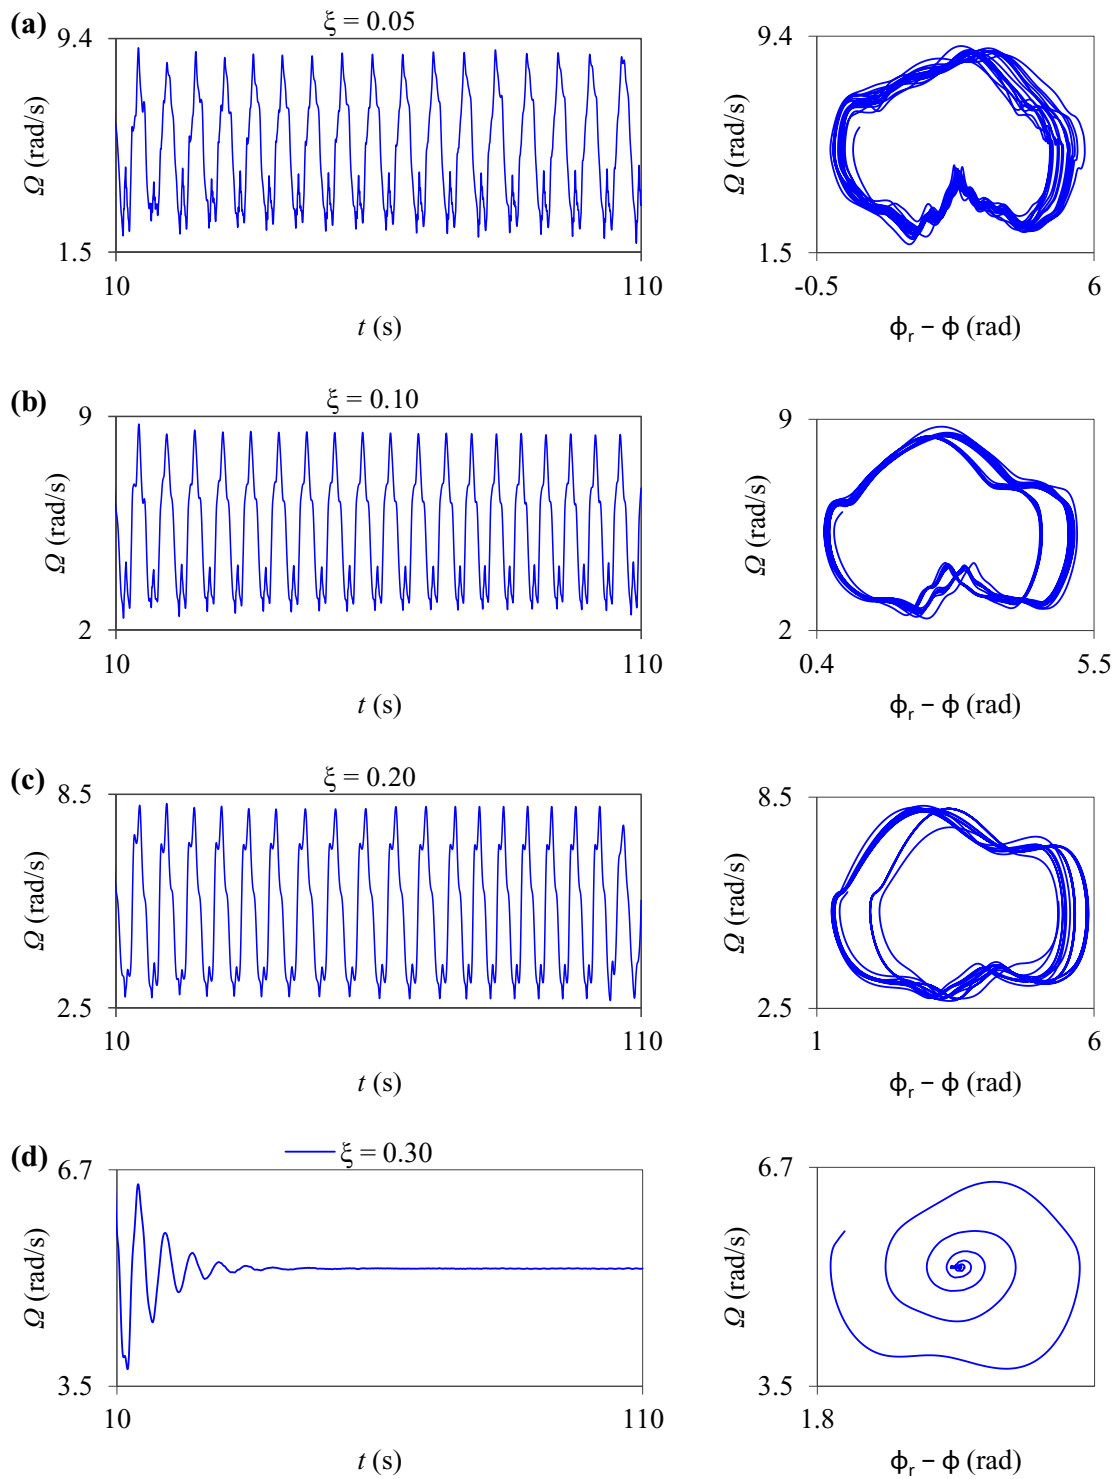 (a)
ξ = 0.05
9.4
Ω (rad/s)
1.5
10
110
t (s)
9.4
Ω (rad/s)
1.5
-0.5
6
ϕr − ϕ (rad)
(b)
ξ = 0.10
9
Ω (rad/s)
2
10
110
t (s)
9
Ω (rad/s)
2
0.4
5.5
ϕr − ϕ (rad)
(c)
ξ = 0.20
8.5
Ω (rad/s)
2.5
10
110
t (s)
8.5
Ω (rad/s)
2.5
1
6
ϕr − ϕ (rad)
(d)
ξ = 0.30
6.7
Ω (rad/s)
3.5
10
110
t (s)
6.7
Ω (rad/s)
3.5
1.8
ϕr − ϕ (rad)